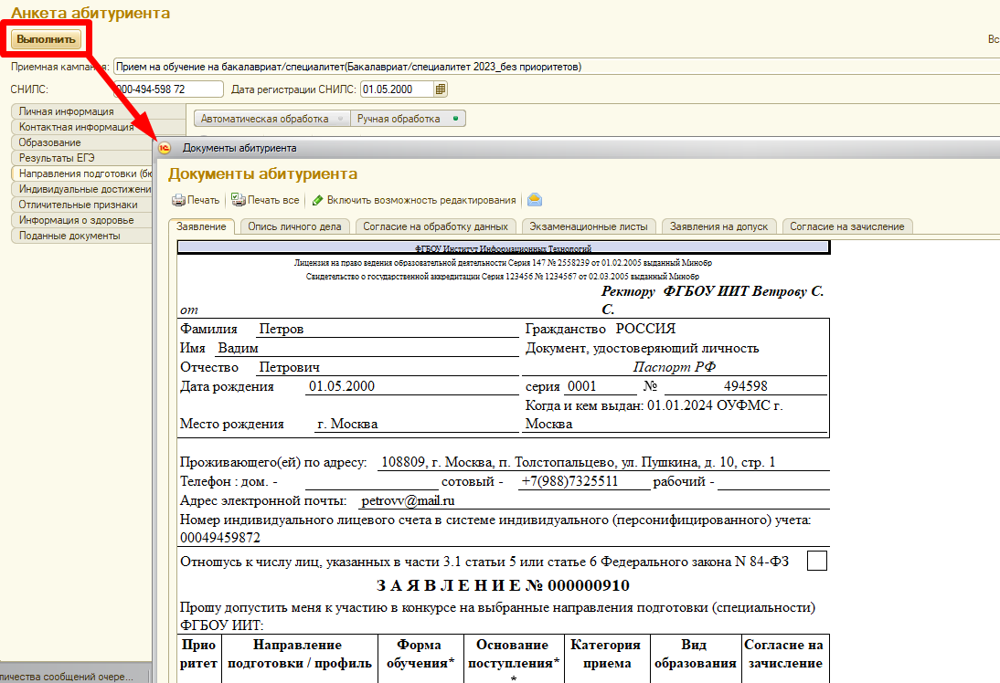 Анкета абитуриента
Выполнить
Вс
Приемная кампания: Прием на обучение на бакалавриат/специалитет(Бакалавриат/специалитет 2023_без приоритетов)
СНИЛС: 000-494-598 72 Дата регистрации СНИЛС: 01.05.2000
Личная информация
Контактная информация
Образование
Результаты ЕГЭ
Направления подготовки (бю
Индивидуальные достижени
Отличительные признаки
Информация о здоровье
Поданные документы
Автоматическая обработка Ручная обработка
1С Документы абитуриента
Документы абитуриента
Печать Печать все Включить возможность редактирования
Заявление Опись личного дела Согласие на обработку данных Экзаменационные листы Заявления на допуск Согласие на зачисление
ФГБОУ Институт Информационных Технологий
Лицензия на право ведения образовательной деятельности Серия 147 № 2558239 от 01.02.2005 выданный Минобр
Свидетельство о государственной аккредитации Серия 123456 № 1234567 от 02.03.2005 выданный Минобр
Ректору ФГБОУ ИИТ Ветрову С.
С.
от
Фамилия Петров Гражданство РОССИЯ
Имя Вадим Документ, удостоверяющий личность
Отчество Петрович Паспорт РФ
Дата рождения 01.05.2000 серия 0001 № 494598
Когда и кем выдан: 01.01.2024 ОУФМС г.
Место рождения г. Москва Москва
Проживающего(ей) по адресу: 108809, г. Москва, п. Толстопальцево, ул. Пушкина, д. 10, стр. 1
Телефон : дом. - сотовый - +7(988)7325511 рабочий -
Адрес электронной почты: petrovv@mail.ru
Номер индивидуального лицевого счета в системе индивидуального (персонифицированного) учета:
00049459872
Отношусь к числу лиц, указанных в части 3.1 статьи 5 или статье 6 Федерального закона N 84-ФЗ
З А Я В Л Е Н И Е № 000000910
Прошу допустить меня к участию в конкурсе на выбранные направления подготовки (специальности)
ФГБОУ ИИТ:
Прио Направление Форма Основание Категория Вид Согласие на
ритет подготовки / профиль обучения* поступления* приема образования зачисление
*
личества сообщений очере...